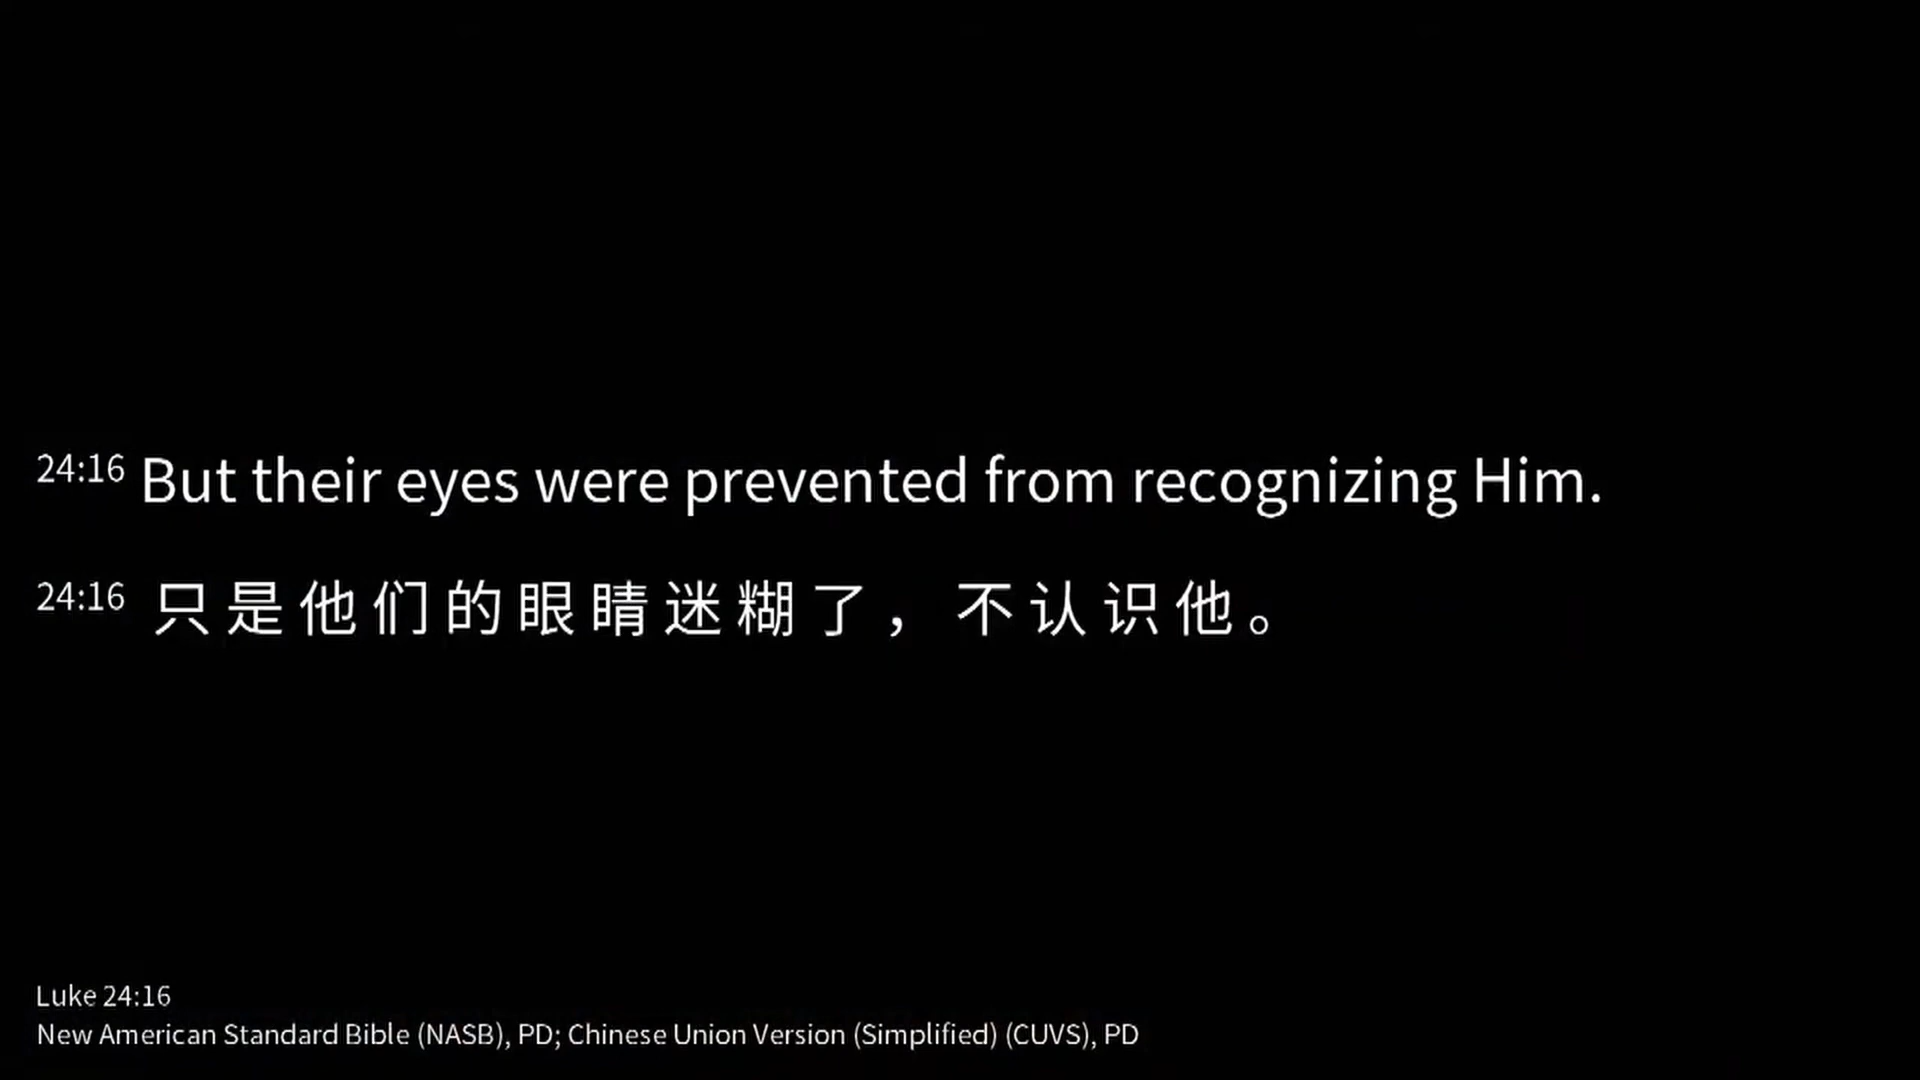 24:16 But their eyes were prevented from recognizing Him.
24:16 只是他们的眼睛迷糊了，不认识他。
Luke 24:16
New American Standard Bible (NASB), PD; Chinese Union Version (Simplified) (CUVS), PD